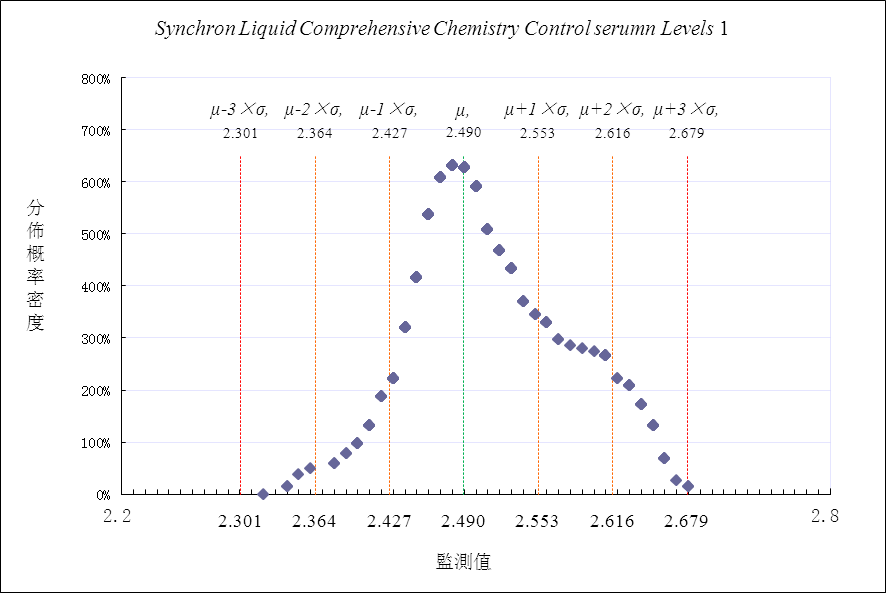 Synchron Liquid Comprehensive Chemistry Control serumn Levels 1
800%
700%
600%
500%
400%
300%
200%
100%
0%
分佈概率密度
μ-3×σ, μ-2×σ, μ-1×σ, μ, μ+1×σ, μ+2×σ, μ+3×σ,
2.301 2.364 2.427 2.490 2.553 2.616 2.679
2.2 2.301 2.364 2.427 2.490 2.553 2.616 2.679 2.8
監測值